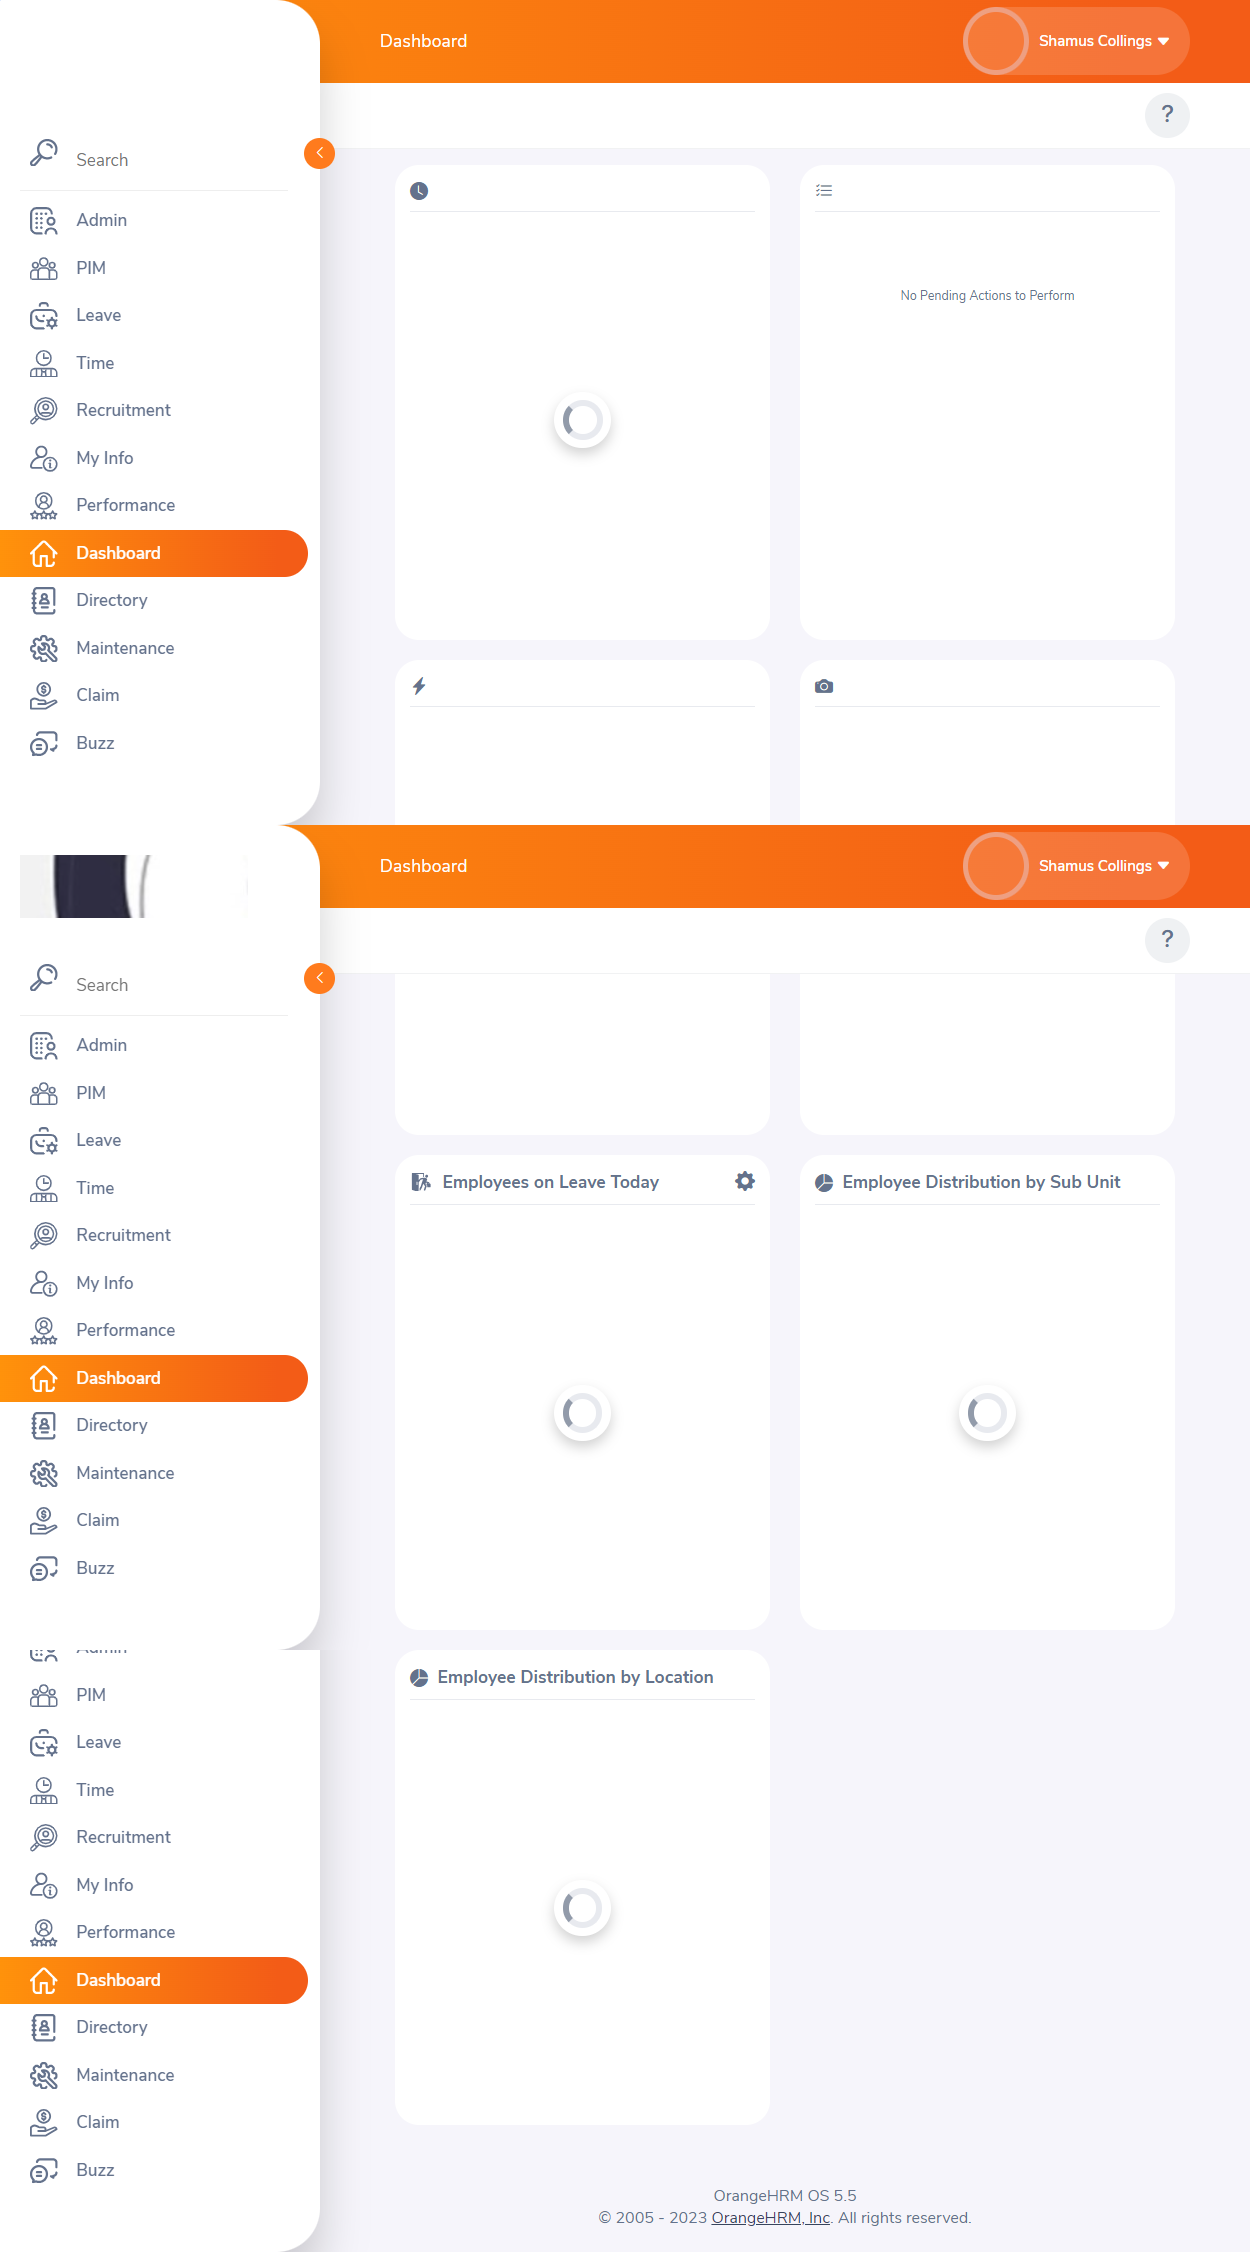 Dashboard
Shamus Collings
?
Search
Admin
PIM
Leave
Time
Recruitment
My Info
Performance
Dashboard
Directory
Maintenance
Claim
Buzz
No Pending Actions to Perform
Dashboard
Shamus Collings
?
Search
Admin
PIM
Leave
Time
Recruitment
My Info
Performance
Dashboard
Directory
Maintenance
Claim
Buzz
Employees on Leave Today
Employee Distribution by Sub Unit
Admin
PIM
Leave
Time
Recruitment
My Info
Performance
Dashboard
Directory
Maintenance
Claim
Buzz
Employee Distribution by Location
OrangeHRM OS 5.5
© 2005 - 2023 OrangeHRM, Inc. All rights reserved.